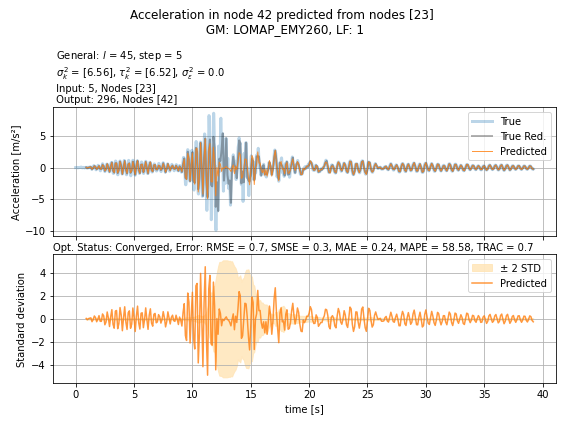 Acceleration in node 42 predicted from nodes [23]
GM: LOMAP_EMY260, LF: 1
General: l = 45, step = 5
σ²ₖ = [6.56], τ²ₖ = [6.52], σ²ε = 0.0
Input: 5, Nodes [23]
Output: 296, Nodes [42]
True
True Red.
Predicted
Acceleration [m/s²]
5
0
−5
−10
Opt. Status: Converged, Error: RMSE = 0.7, SMSE = 0.3, MAE = 0.24, MAPE = 58.58, TRAC = 0.7
± 2 STD
Predicted
Standard deviation
4
2
0
−2
−4
0 5 10 15 20 25 30 35 40
time [s]